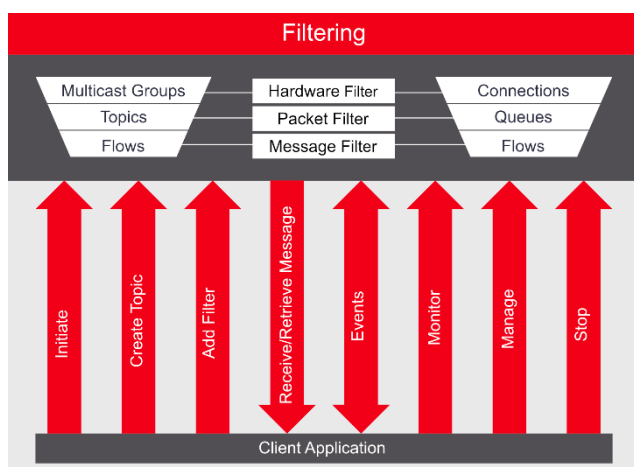 Filtering
Multicast Groups
Hardware Filter
Connections
Topics
Packet Filter
Queues
Flows
Message Filter
Flows
Initiate
Create Topic
Add Filter
Receive/Retrieve Message
Events
Monitor
Manage
Stop
Client Application